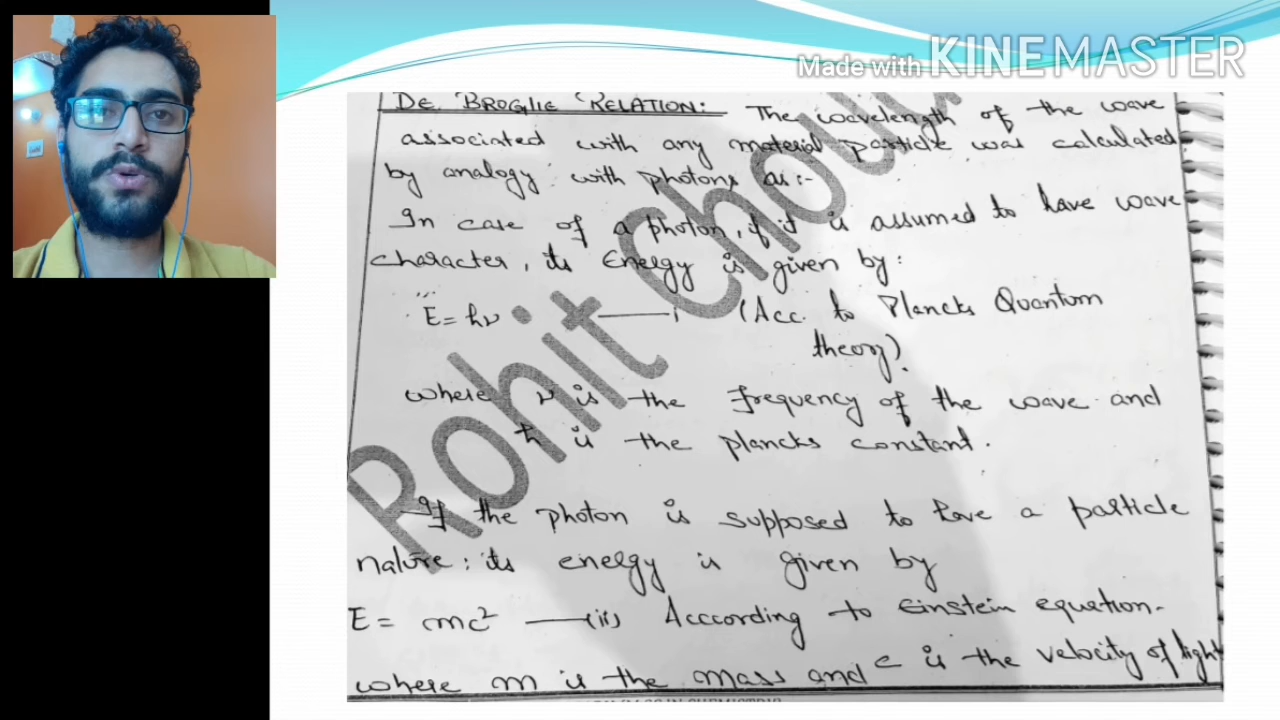 Made with KINEMASTER
DE BROGLIE RELATION: The wavelength of the wave
associated with any material particle was calculated
by analogy with photons as:-
In case of a photon, if it is assumed to have wave
character, its energy is given by:
E = hν —— i (Acc. to Plancks Quantum
theory).
where ν is the frequency of the wave and
h is the plancks constant.
If the photon is supposed to have a particle
nature: its energy is given by
E = mc² ——(ii) Acccording to Einstein equation-
where m is the mass and c is the velocity of light
Rohit